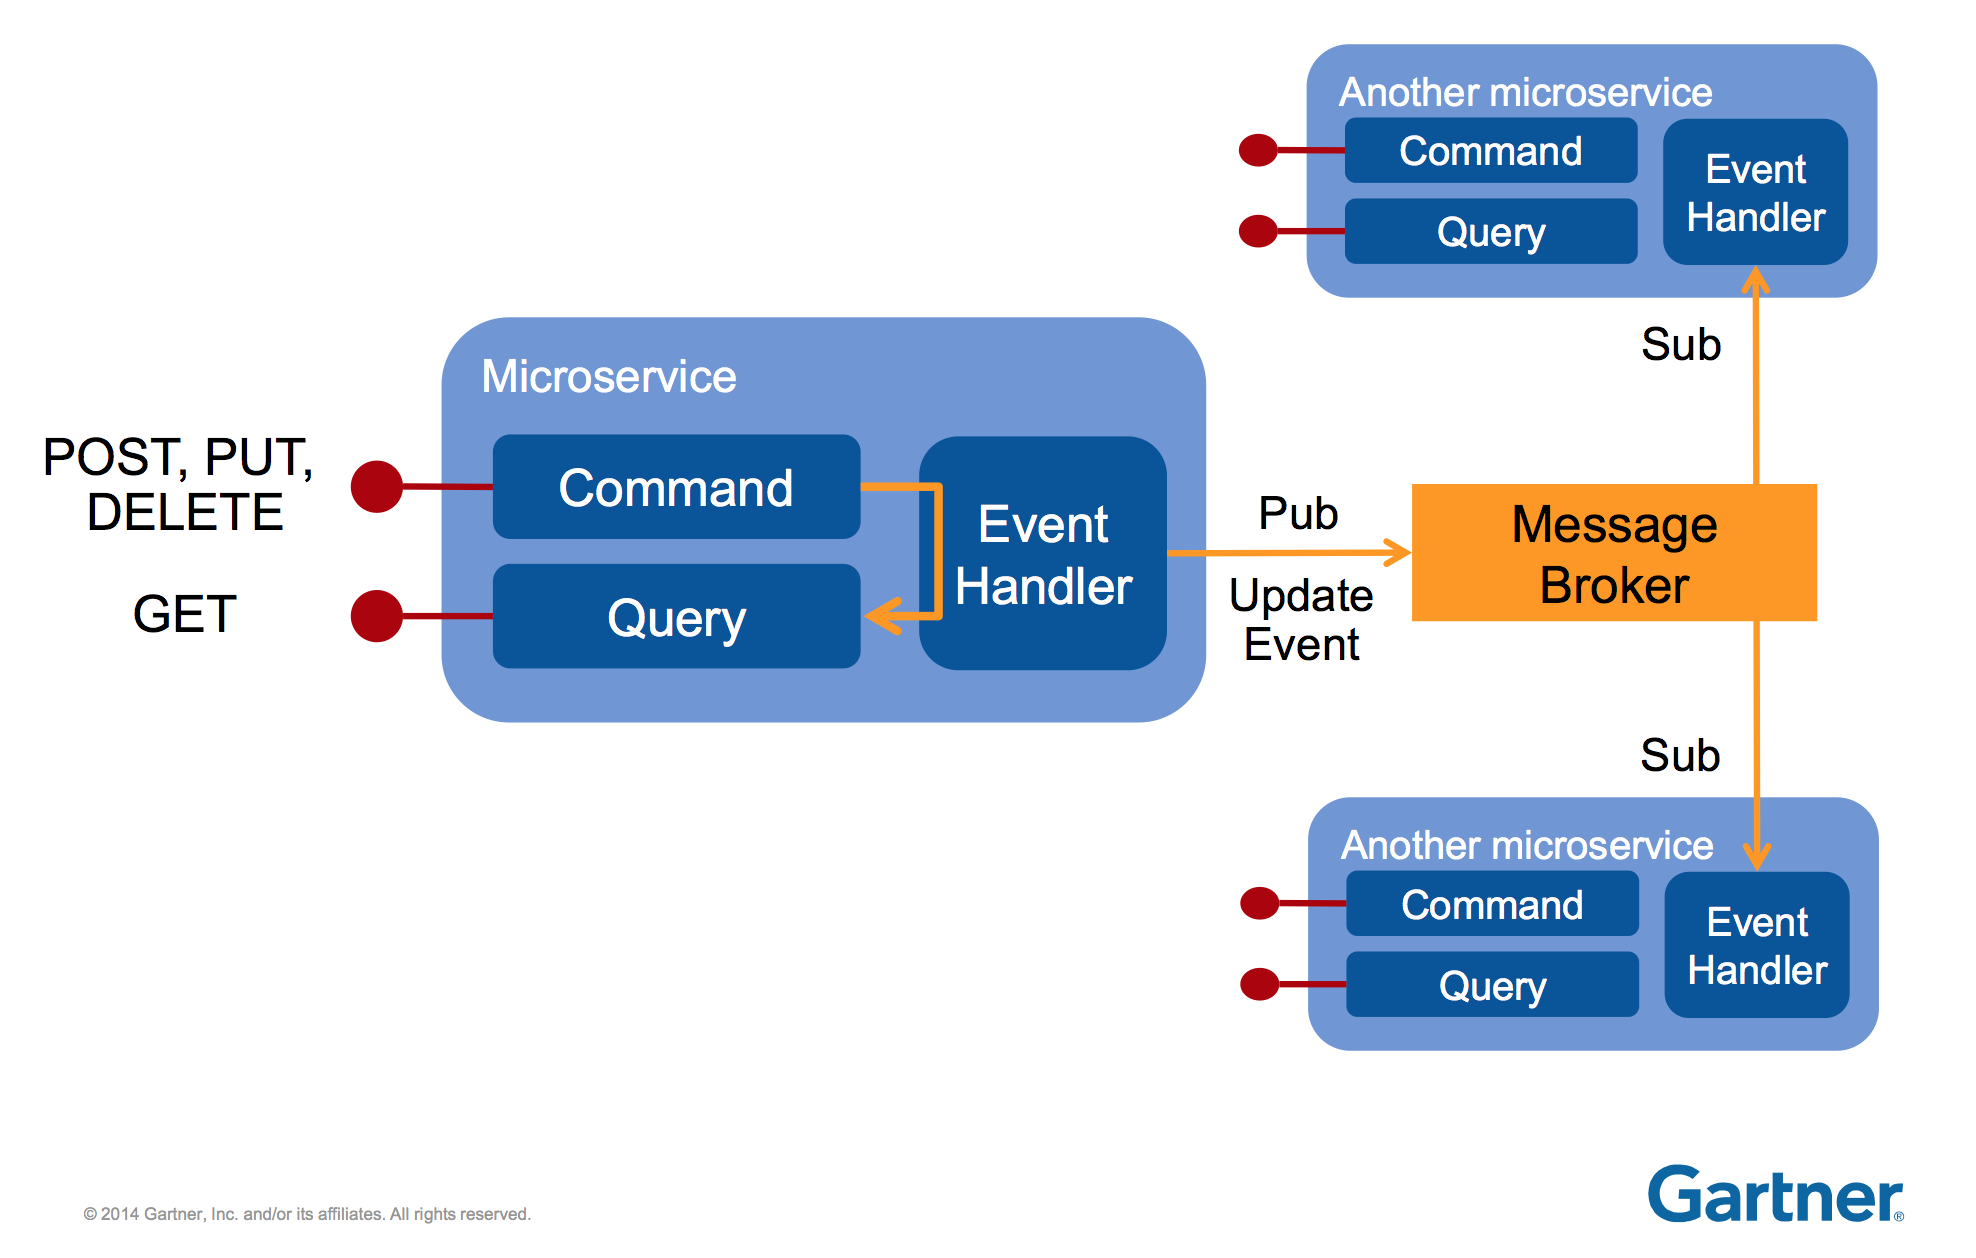 Another microservice
Command
Query
Event
Handler
Sub
Microservice
POST, PUT,
DELETE
GET
Command
Query
Event
Handler
Pub
Update
Event
Message
Broker
Sub
Another microservice
Command
Query
Event
Handler
© 2014 Gartner, Inc. and/or its affiliates. All rights reserved.
Gartner®